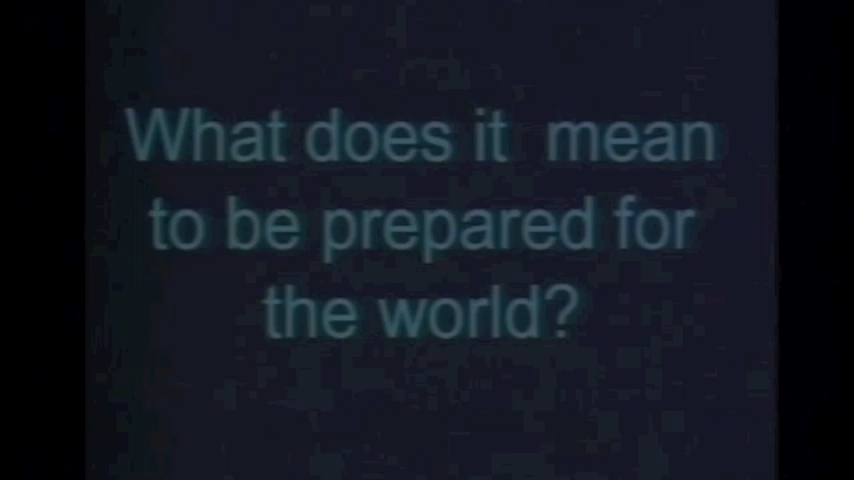 What does it mean
to be prepared for
the world?